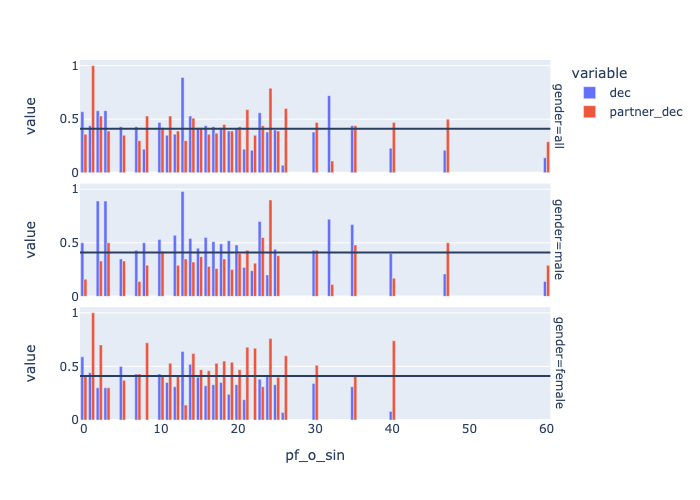 variable
dec
partner_dec
value
1
0.5
0
gender=all
value
1
0.5
0
gender=male
value
1
0.5
0
gender=female
0 10 20 30 40 50 60
pf_o_sin